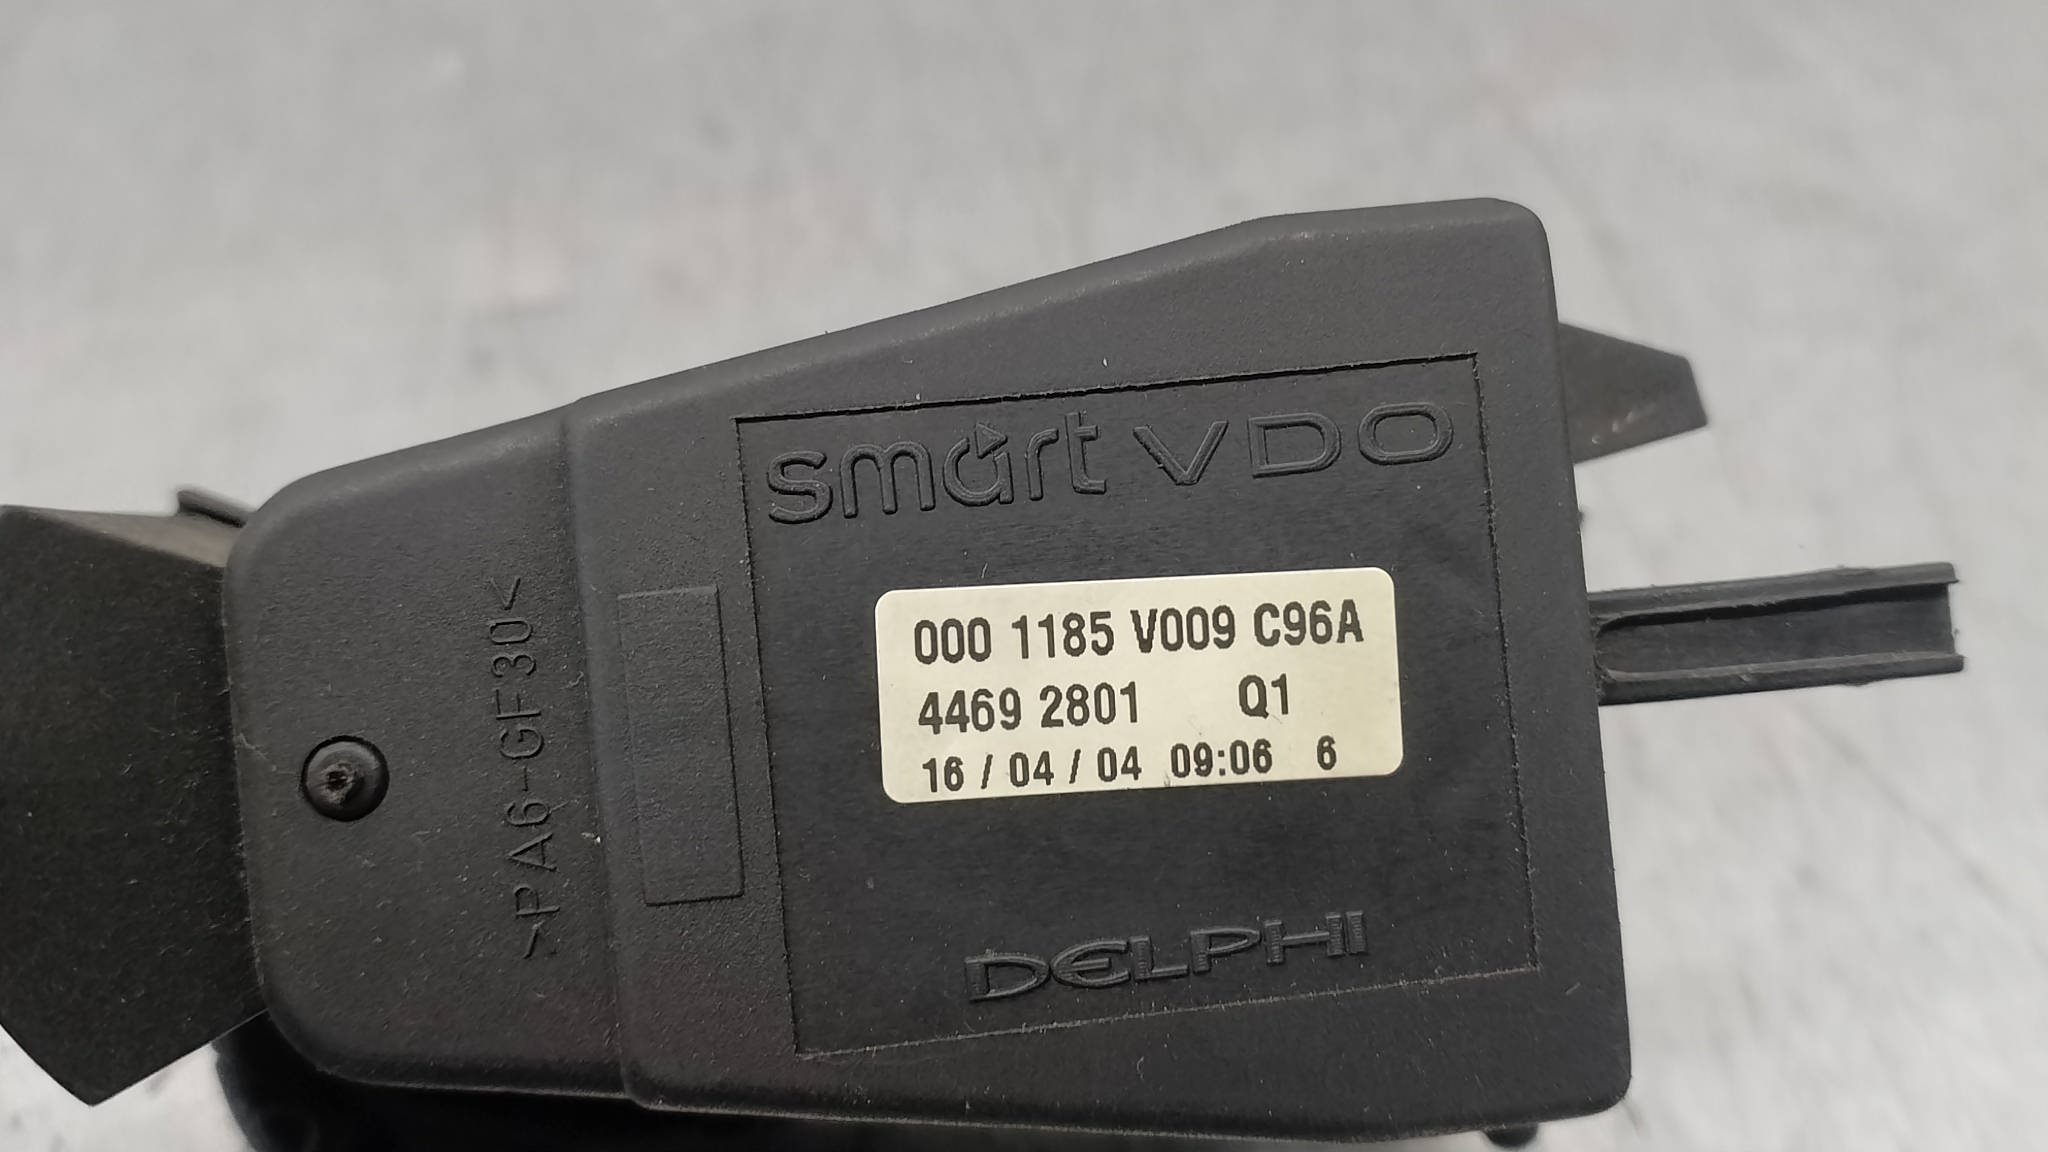 smart VDO
000 1185 V009 C96A
4469 2801 Q1
16 / 04 / 04 09:06 6
DELPHI
>PA6-GF30<